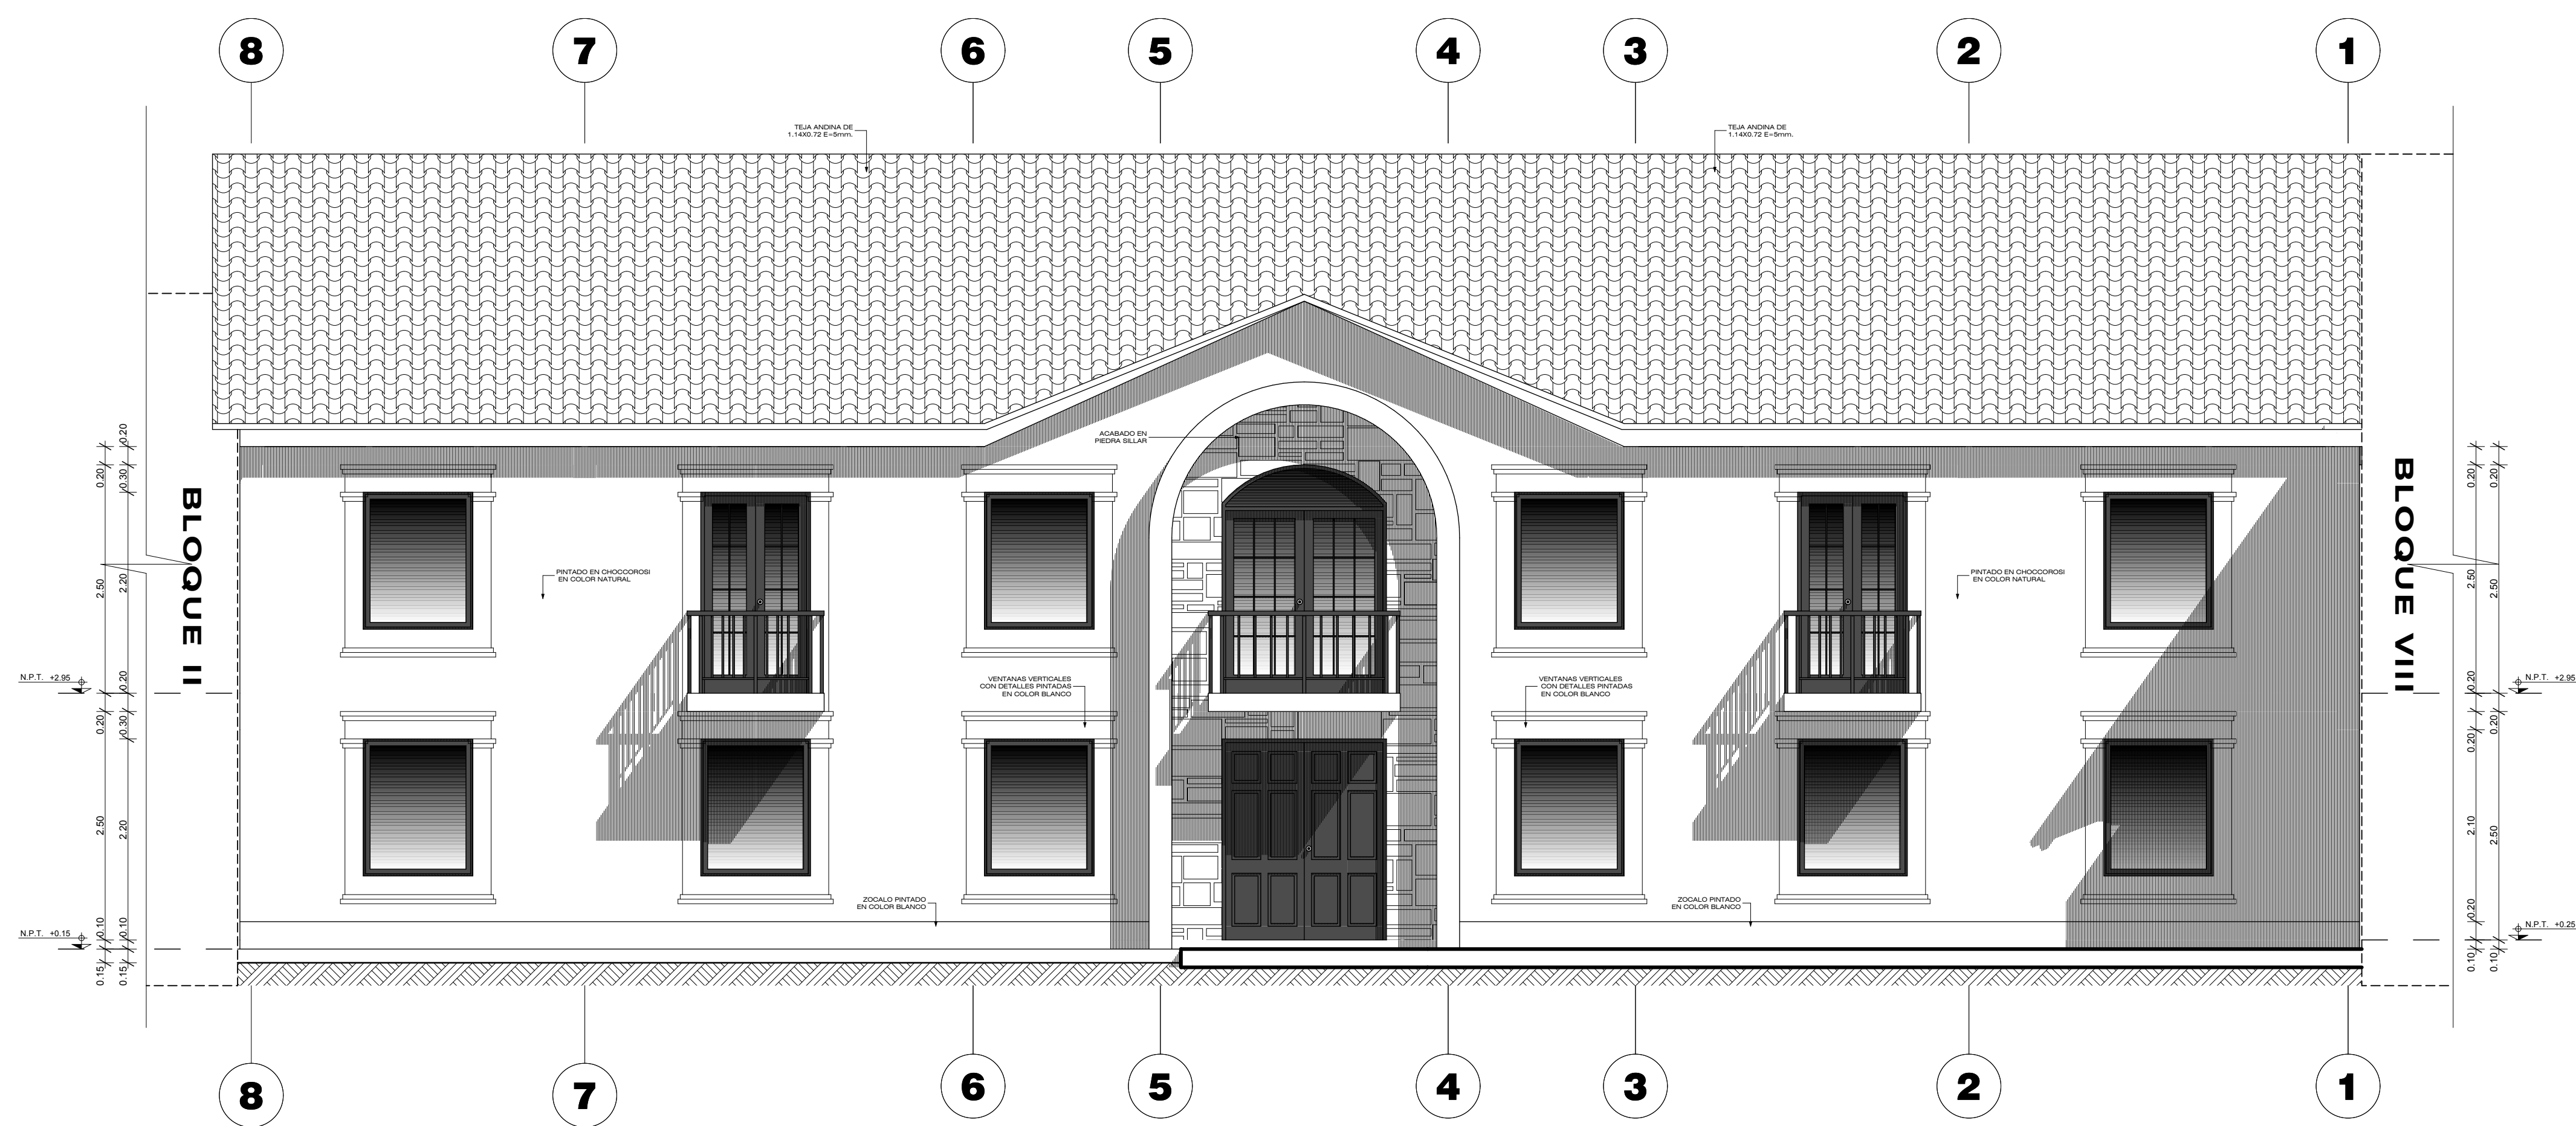 8
7
6
5
4
3
2
1
TEJA ANDINA DE
1.14X0.72 E=5mm.
TEJA ANDINA DE
1.14X0.72 E=5mm.
ACABADO EN
PIEDRA SILLAR
BLOQUE II
BLOQUE VIII
PINTADO EN CHOCCOROSI
EN COLOR NATURAL
PINTADO EN CHOCCOROSI
EN COLOR NATURAL
VENTANAS VERTICALES
CON DETALLES PINTADAS
EN COLOR BLANCO
VENTANAS VERTICALES
CON DETALLES PINTADAS
EN COLOR BLANCO
ZOCALO PINTADO
EN COLOR BLANCO
ZOCALO PINTADO
EN COLOR BLANCO
N.P.T. +2.95
N.P.T. +0.15
N.P.T. +2.95
N.P.T. +0.25
0.20
2.50
0.20
2.50
0.10
0.15
0.20
0.30
2.20
0.20
0.30
2.20
0.10
0.15
0.20
2.50
0.20
0.20
2.10
0.20
0.10
0.20
2.50
0.20
2.50
0.10
8
7
6
5
4
3
2
1